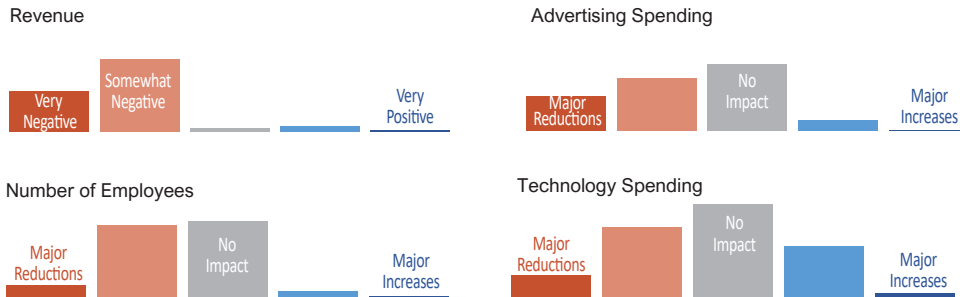 Revenue
Very
Negative
Somewhat
Negative
Very
Positive
Advertising Spending
Major
Reductions
No
Impact
Major
Increases
Number of Employees
Major
Reductions
No
Impact
Major
Increases
Technology Spending
Major
Reductions
No
Impact
Major
Increases